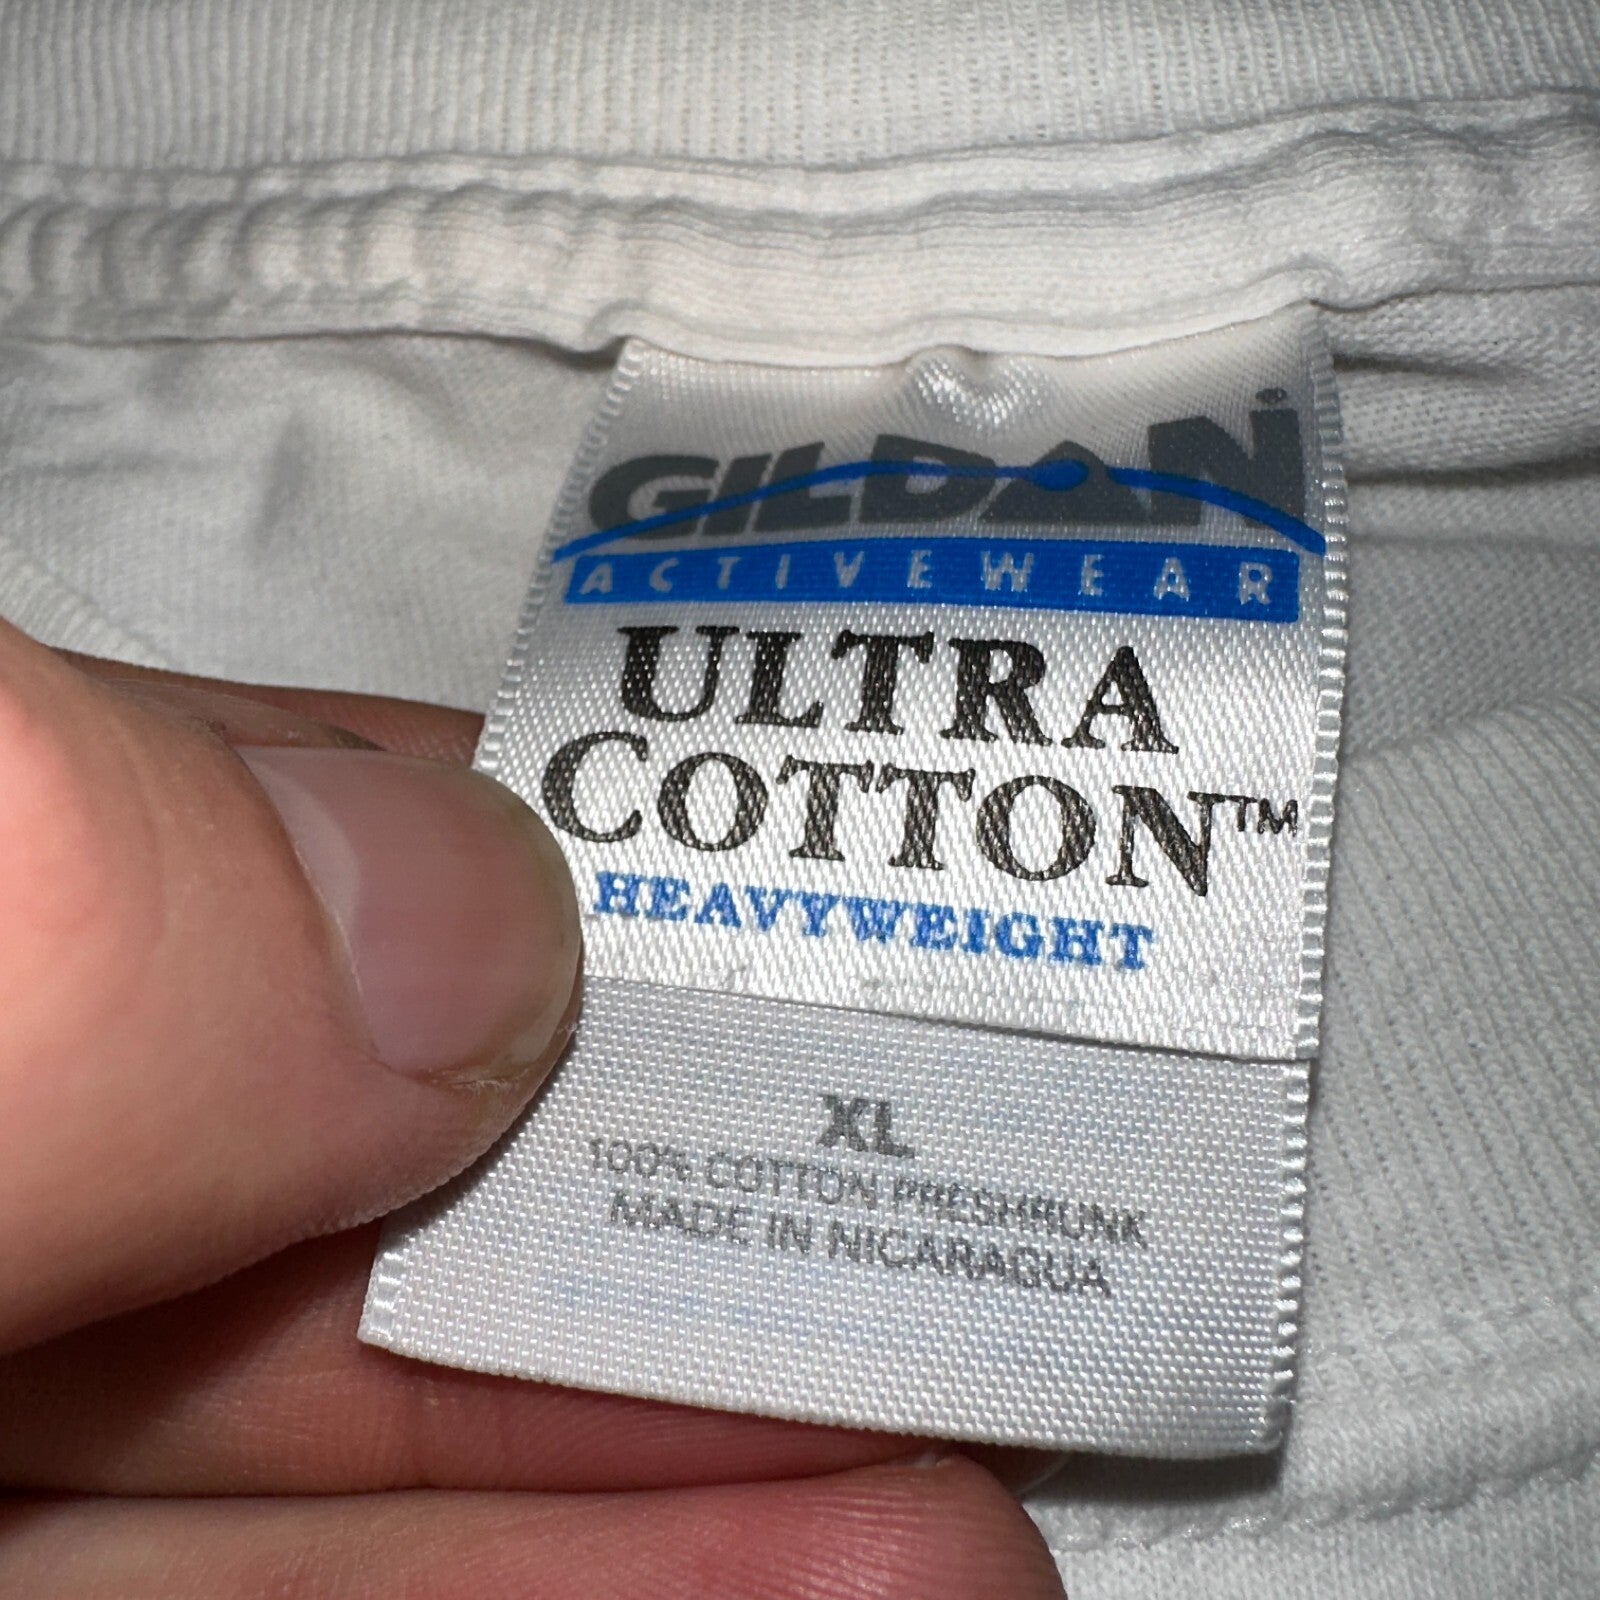 GILDAN®
ACTIVEWEAR
ULTRA
COTTON™
HEAVYWEIGHT
XL
100% COTTON PRESHRUNK
MADE IN NICARAGUA